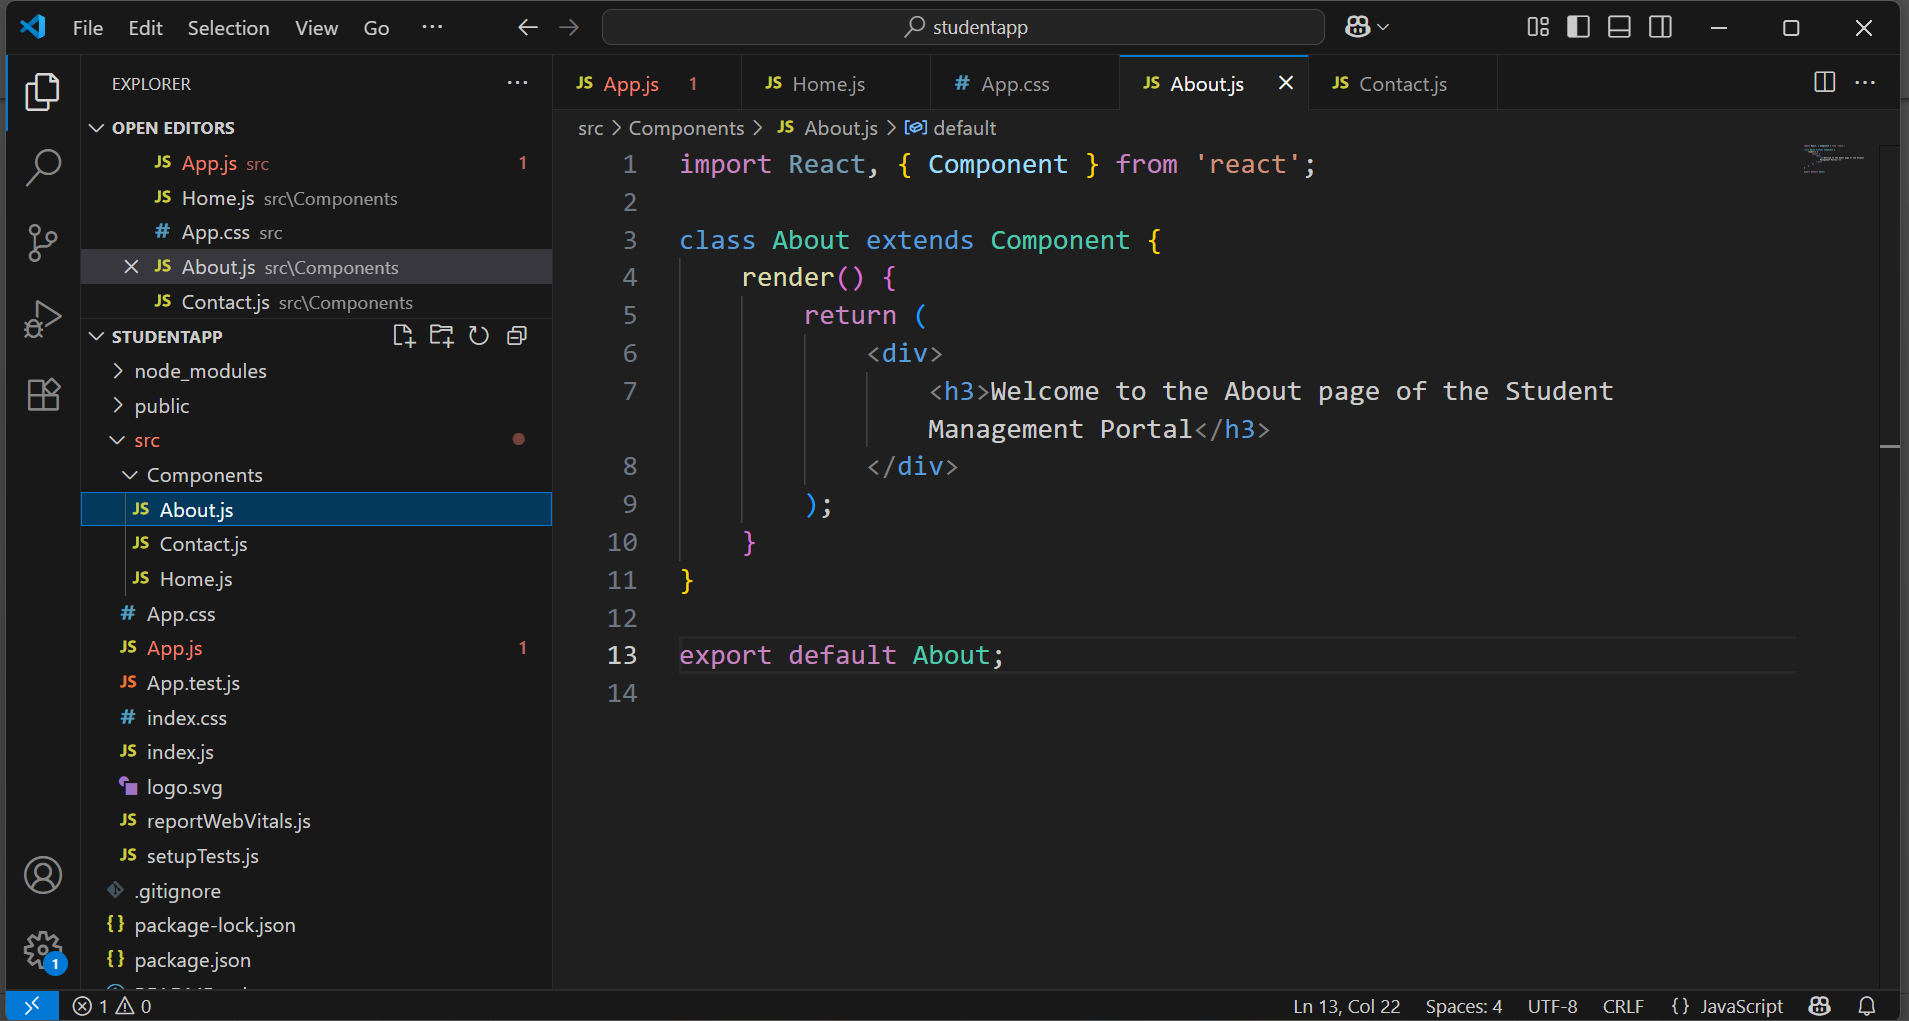 File Edit Selection View Go ··· studentapp
EXPLORER ···
OPEN EDITORS
JS App.js src 1
JS Home.js src\Components
# App.css src
JS About.js src\Components
JS Contact.js src\Components
STUDENTAPP
node_modules
public
src
Components
JS About.js
JS Contact.js
JS Home.js
# App.css
JS App.js 1
JS App.test.js
# index.css
JS index.js
logo.svg
JS reportWebVitals.js
JS setupTests.js
.gitignore
{} package-lock.json
{} package.json
1
JS App.js 1 JS Home.js # App.css JS About.js JS Contact.js
src > Components > JS About.js > default
1 import React, { Component } from 'react';
2
3 class About extends Component {
4 render() {
5 return (
6 <div>
7 <h3>Welcome to the About page of the Student
Management Portal</h3>
8 </div>
9 );
10 }
11 }
12
13 export default About;
14
1 0 Ln 13, Col 22 Spaces: 4 UTF-8 CRLF {} JavaScript